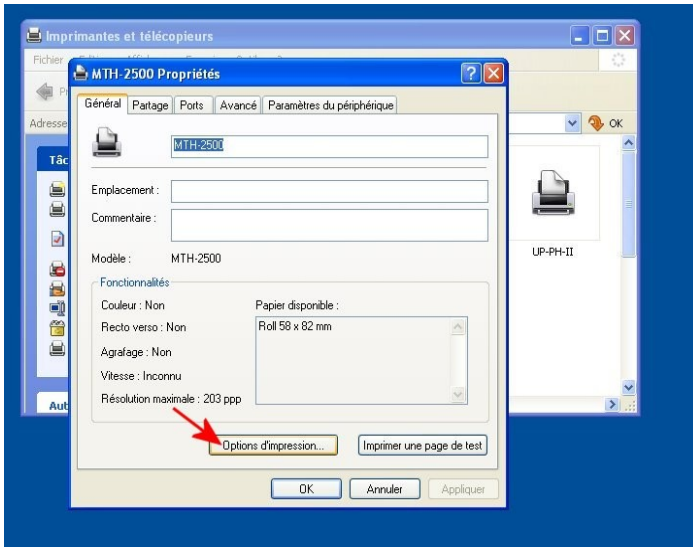 Imprimantes et télécopieurs
Fichier
MTH-2500 Propriétés
Général Partage Ports Avancé Paramètres du périphérique
Adresse
OK
MTH-2500
Tâc
Emplacement :
Commentaire :
UP-PH-II
Modèle : MTH-2500
Fonctionnalités
Couleur : Non
Papier disponible :
Recto verso : Non
Roll 58 x 82 mm
Agrafage : Non
Vitesse : Inconnu
Résolution maximale : 203 ppp
Aut
Options d'impression... Imprimer une page de test
OK Annuler Appliquer